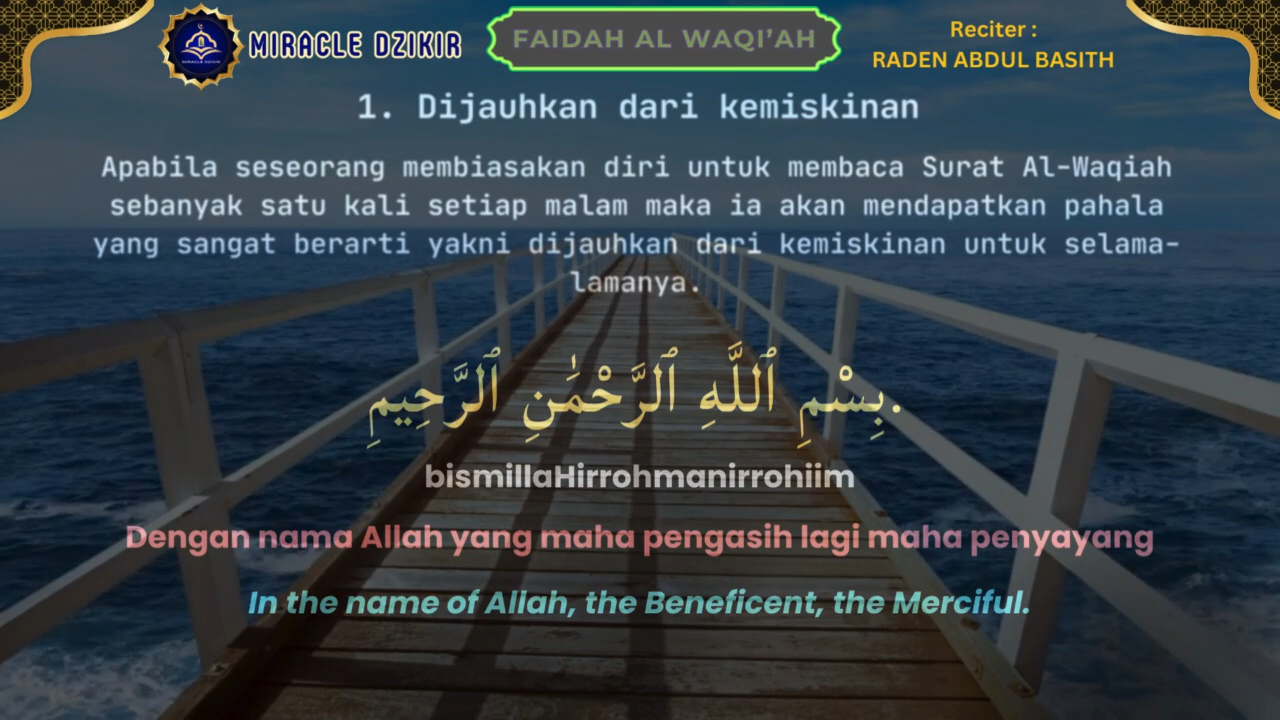 MIRACLE DZIKIR
FAIDAH AL WAQI'AH
Reciter :
RADEN ABDUL BASITH
1. Dijauhkan dari kemiskinan
Apabila seseorang membiasakan diri untuk membaca Surat Al-Waqiah
sebanyak satu kali setiap malam maka ia akan mendapatkan pahala
yang sangat berarti yakni dijauhkan dari kemiskinan untuk selama-
lamanya.
بِسْمِ ٱللَّهِ ٱلرَّحْمَٰنِ ٱلرَّحِيمِ.
bismillaHirrohmanirrohiim
Dengan nama Allah yang maha pengasih lagi maha penyayang
In the name of Allah, the Beneficent, the Merciful.